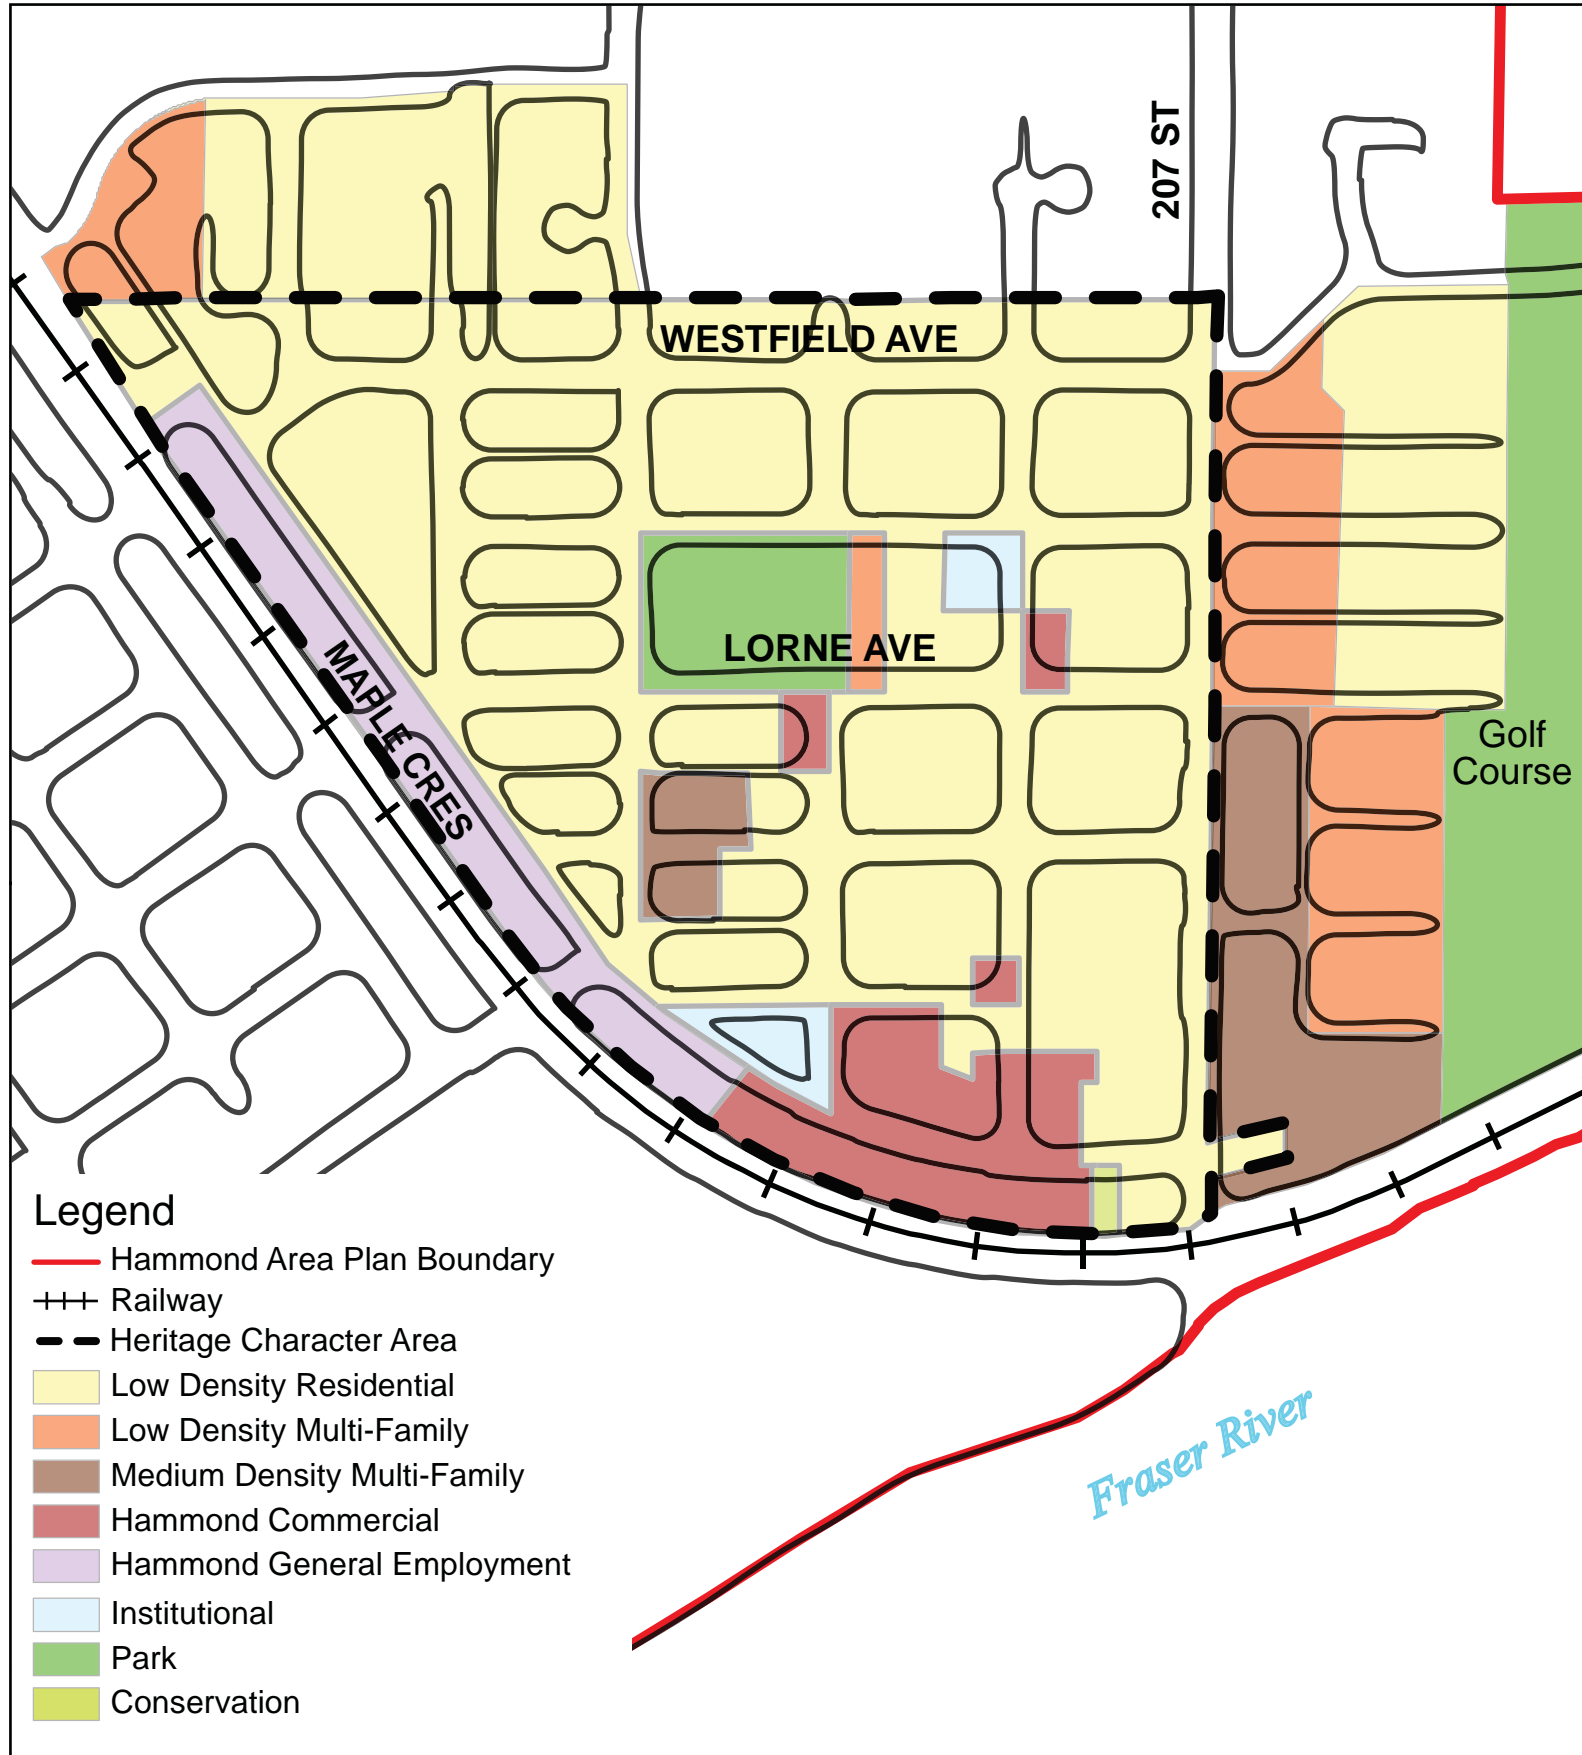 207 ST
WESTFIELD AVE
LORNE AVE
MAPLE CRES
Golf
Course
Legend
Hammond Area Plan Boundary
Railway
Heritage Character Area
Low Density Residential
Low Density Multi-Family
Medium Density Multi-Family
Hammond Commercial
Hammond General Employment
Institutional
Park
Conservation
Fraser River